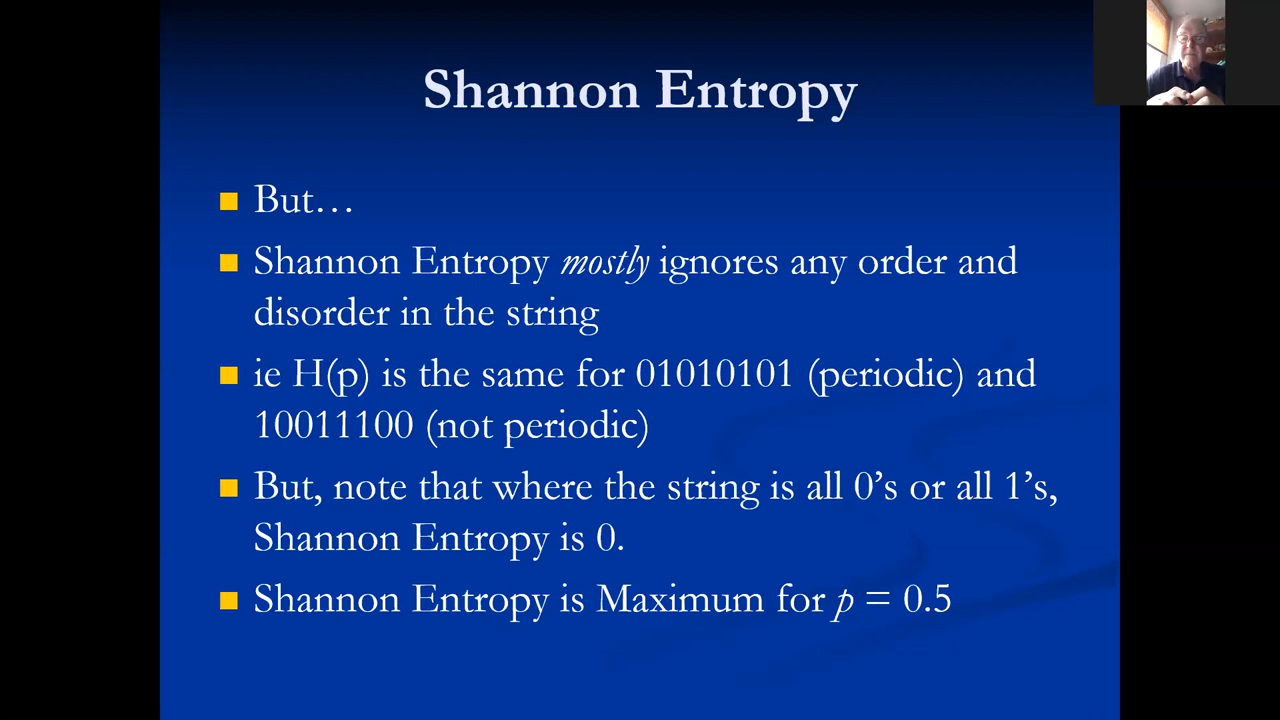 Shannon Entropy
But…
Shannon Entropy mostly ignores any order and
disorder in the string
ie H(p) is the same for 01010101 (periodic) and
10011100 (not periodic)
But, note that where the string is all 0’s or all 1’s,
Shannon Entropy is 0.
Shannon Entropy is Maximum for p = 0.5